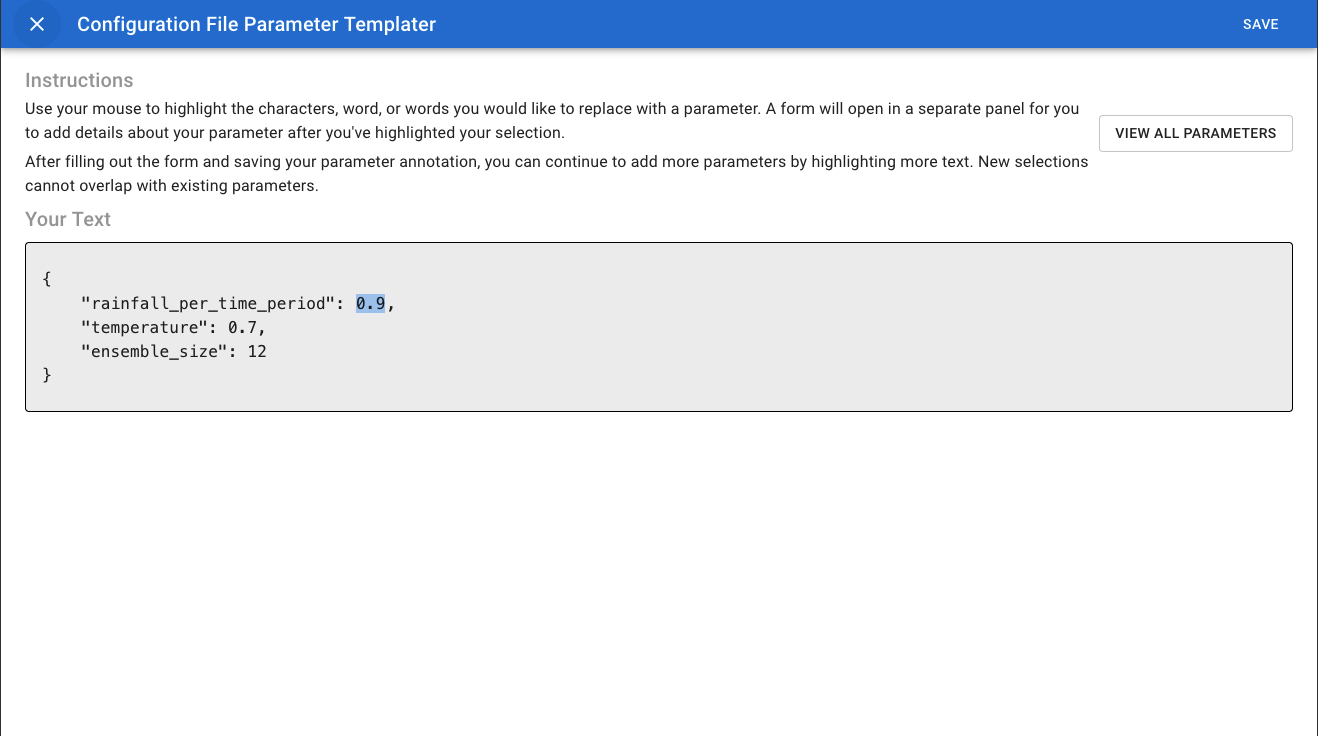 Configuration File Parameter Templater
SAVE
Instructions
Use your mouse to highlight the characters, word, or words you would like to replace with a parameter. A form will open in a separate panel for you
to add details about your parameter after you've highlighted your selection.
VIEW ALL PARAMETERS
After filling out the form and saving your parameter annotation, you can continue to add more parameters by highlighting more text. New selections
cannot overlap with existing parameters.
Your Text
{
    "rainfall_per_time_period": 0.9,
    "temperature": 0.7,
    "ensemble_size": 12
}